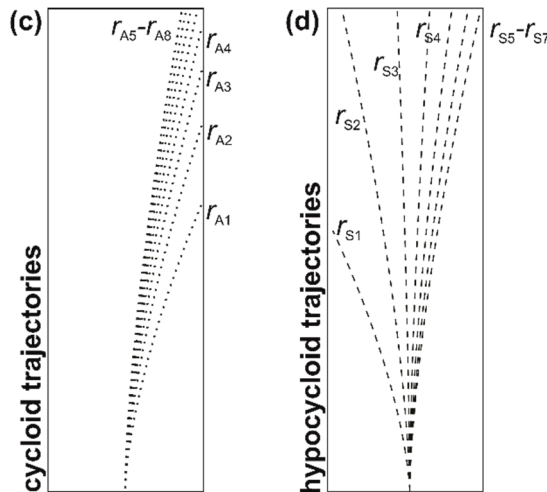 (c)
cycloid trajectories
rA5-rA8
rA4
rA3
rA2
rA1
(d)
hypocycloid trajectories
rS1
rS2
rS3
rS4
rS5-rS7